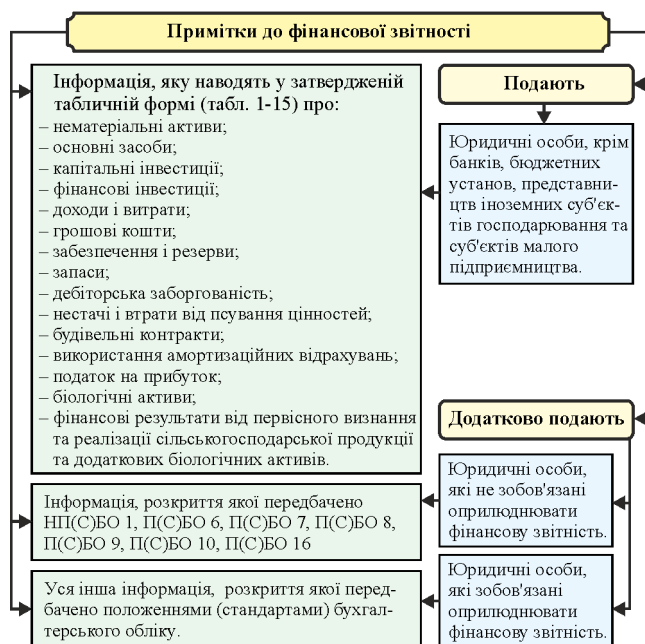 Примітки до фінансової звітності
Інформація, яку наводять у затвердженій
табличній формі (табл. 1-15) про:
– нематеріальні активи;
– основні засоби;
– капітальні інвестиції;
– фінансові інвестиції;
– доходи і витрати;
– грошові кошти;
– забезпечення і резерви;
– запаси;
– дебіторська заборгованість;
– нестачі і втрати від псування цінностей;
– будівельні контракти;
– використання амортизаційних відрахувань;
– податок на прибуток;
– біологічні активи;
– фінансові результати від первісного визнання
та реалізації сільськогосподарської продукції
та додаткових біологічних активів.
Подають
Юридичні особи, крім
банків, бюджетних
установ, представни-
цтв іноземних суб'єк-
тів господарювання та
суб'єктів малого
підприємництва.
Додатково подають
Інформація, розкриття якої передбачено
НП(С)БО 1, П(С)БО 6, П(С)БО 7, П(С)БО 8,
П(С)БО 9, П(С)БО 10, П(С)БО 16
Юридичні особи,
які не зобов'язані
оприлюднювати
фінансову звітність.
Уся інша інформація, розкриття якої перед-
бачено положеннями (стандартами) бухгал-
терського обліку.
Юридичні особи,
які зобов'язані
оприлюднювати
фінансову звітність.